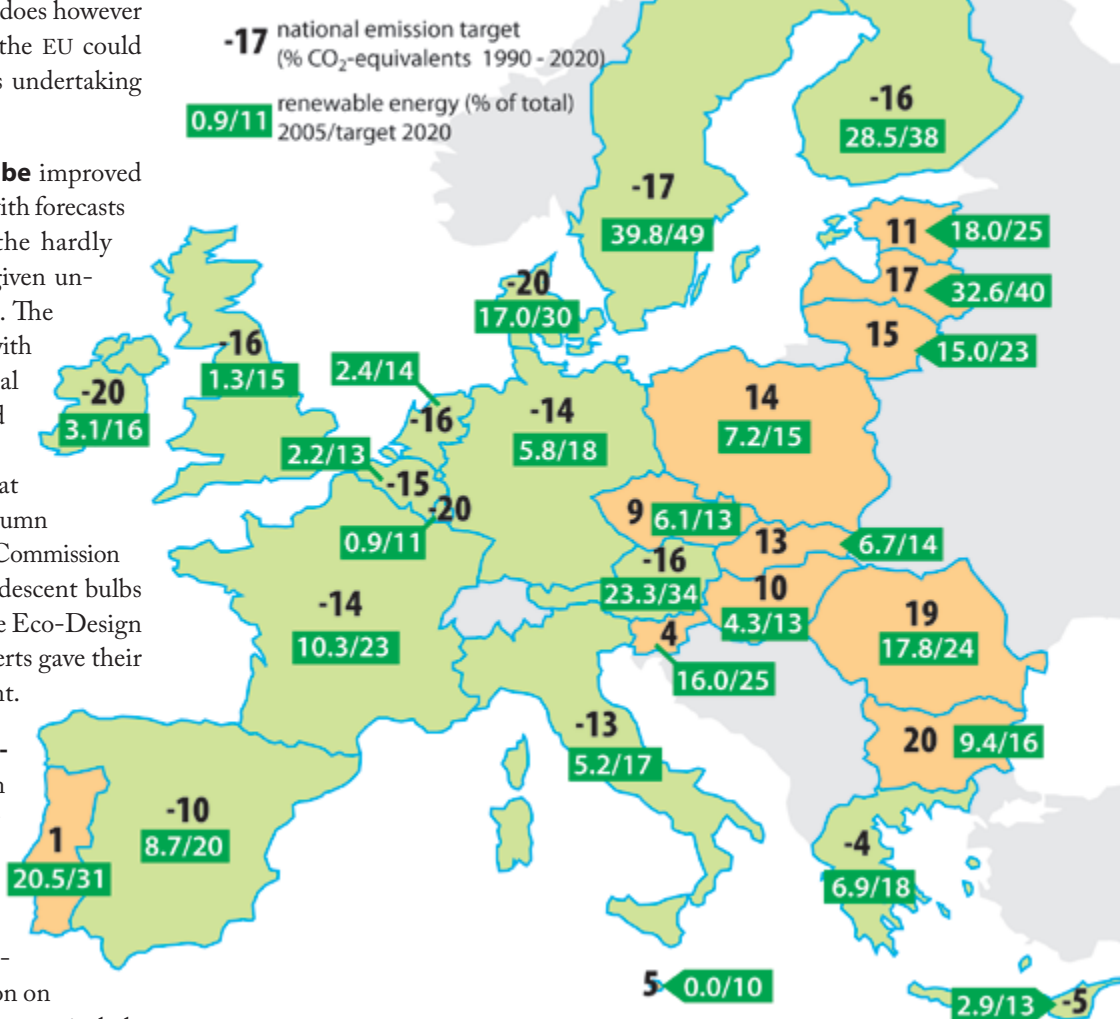 does however
the EU could
undertaking
be improved
with forecasts
the hardly
given un-
. The
with
at
Commission
descent bulbs
e Eco-Design
erts gave their
nt.
-
-
on on
-17 national emission target
(% CO₂-equivalents 1990 - 2020)
0.9/11 renewable energy (% of total)
2005/target 2020
-16
28.5/38
-17
39.8/49
11 18.0/25
17 32.6/40
15 15.0/23
-20
17.0/30
-16
1.3/15
-20
3.1/16
2.4/14
-16
-14
5.8/18
14
7.2/15
2.2/13
-15
-20
0.9/11
9 6.1/13
13 6.7/14
-16
23.3/34
10
4.3/13
19
17.8/24
-14
10.3/23
4
16.0/25
-13
5.2/17
20 9.4/16
-10
8.7/20
1
20.5/31
-4
6.9/18
5 0.0/10
2.9/13 -5